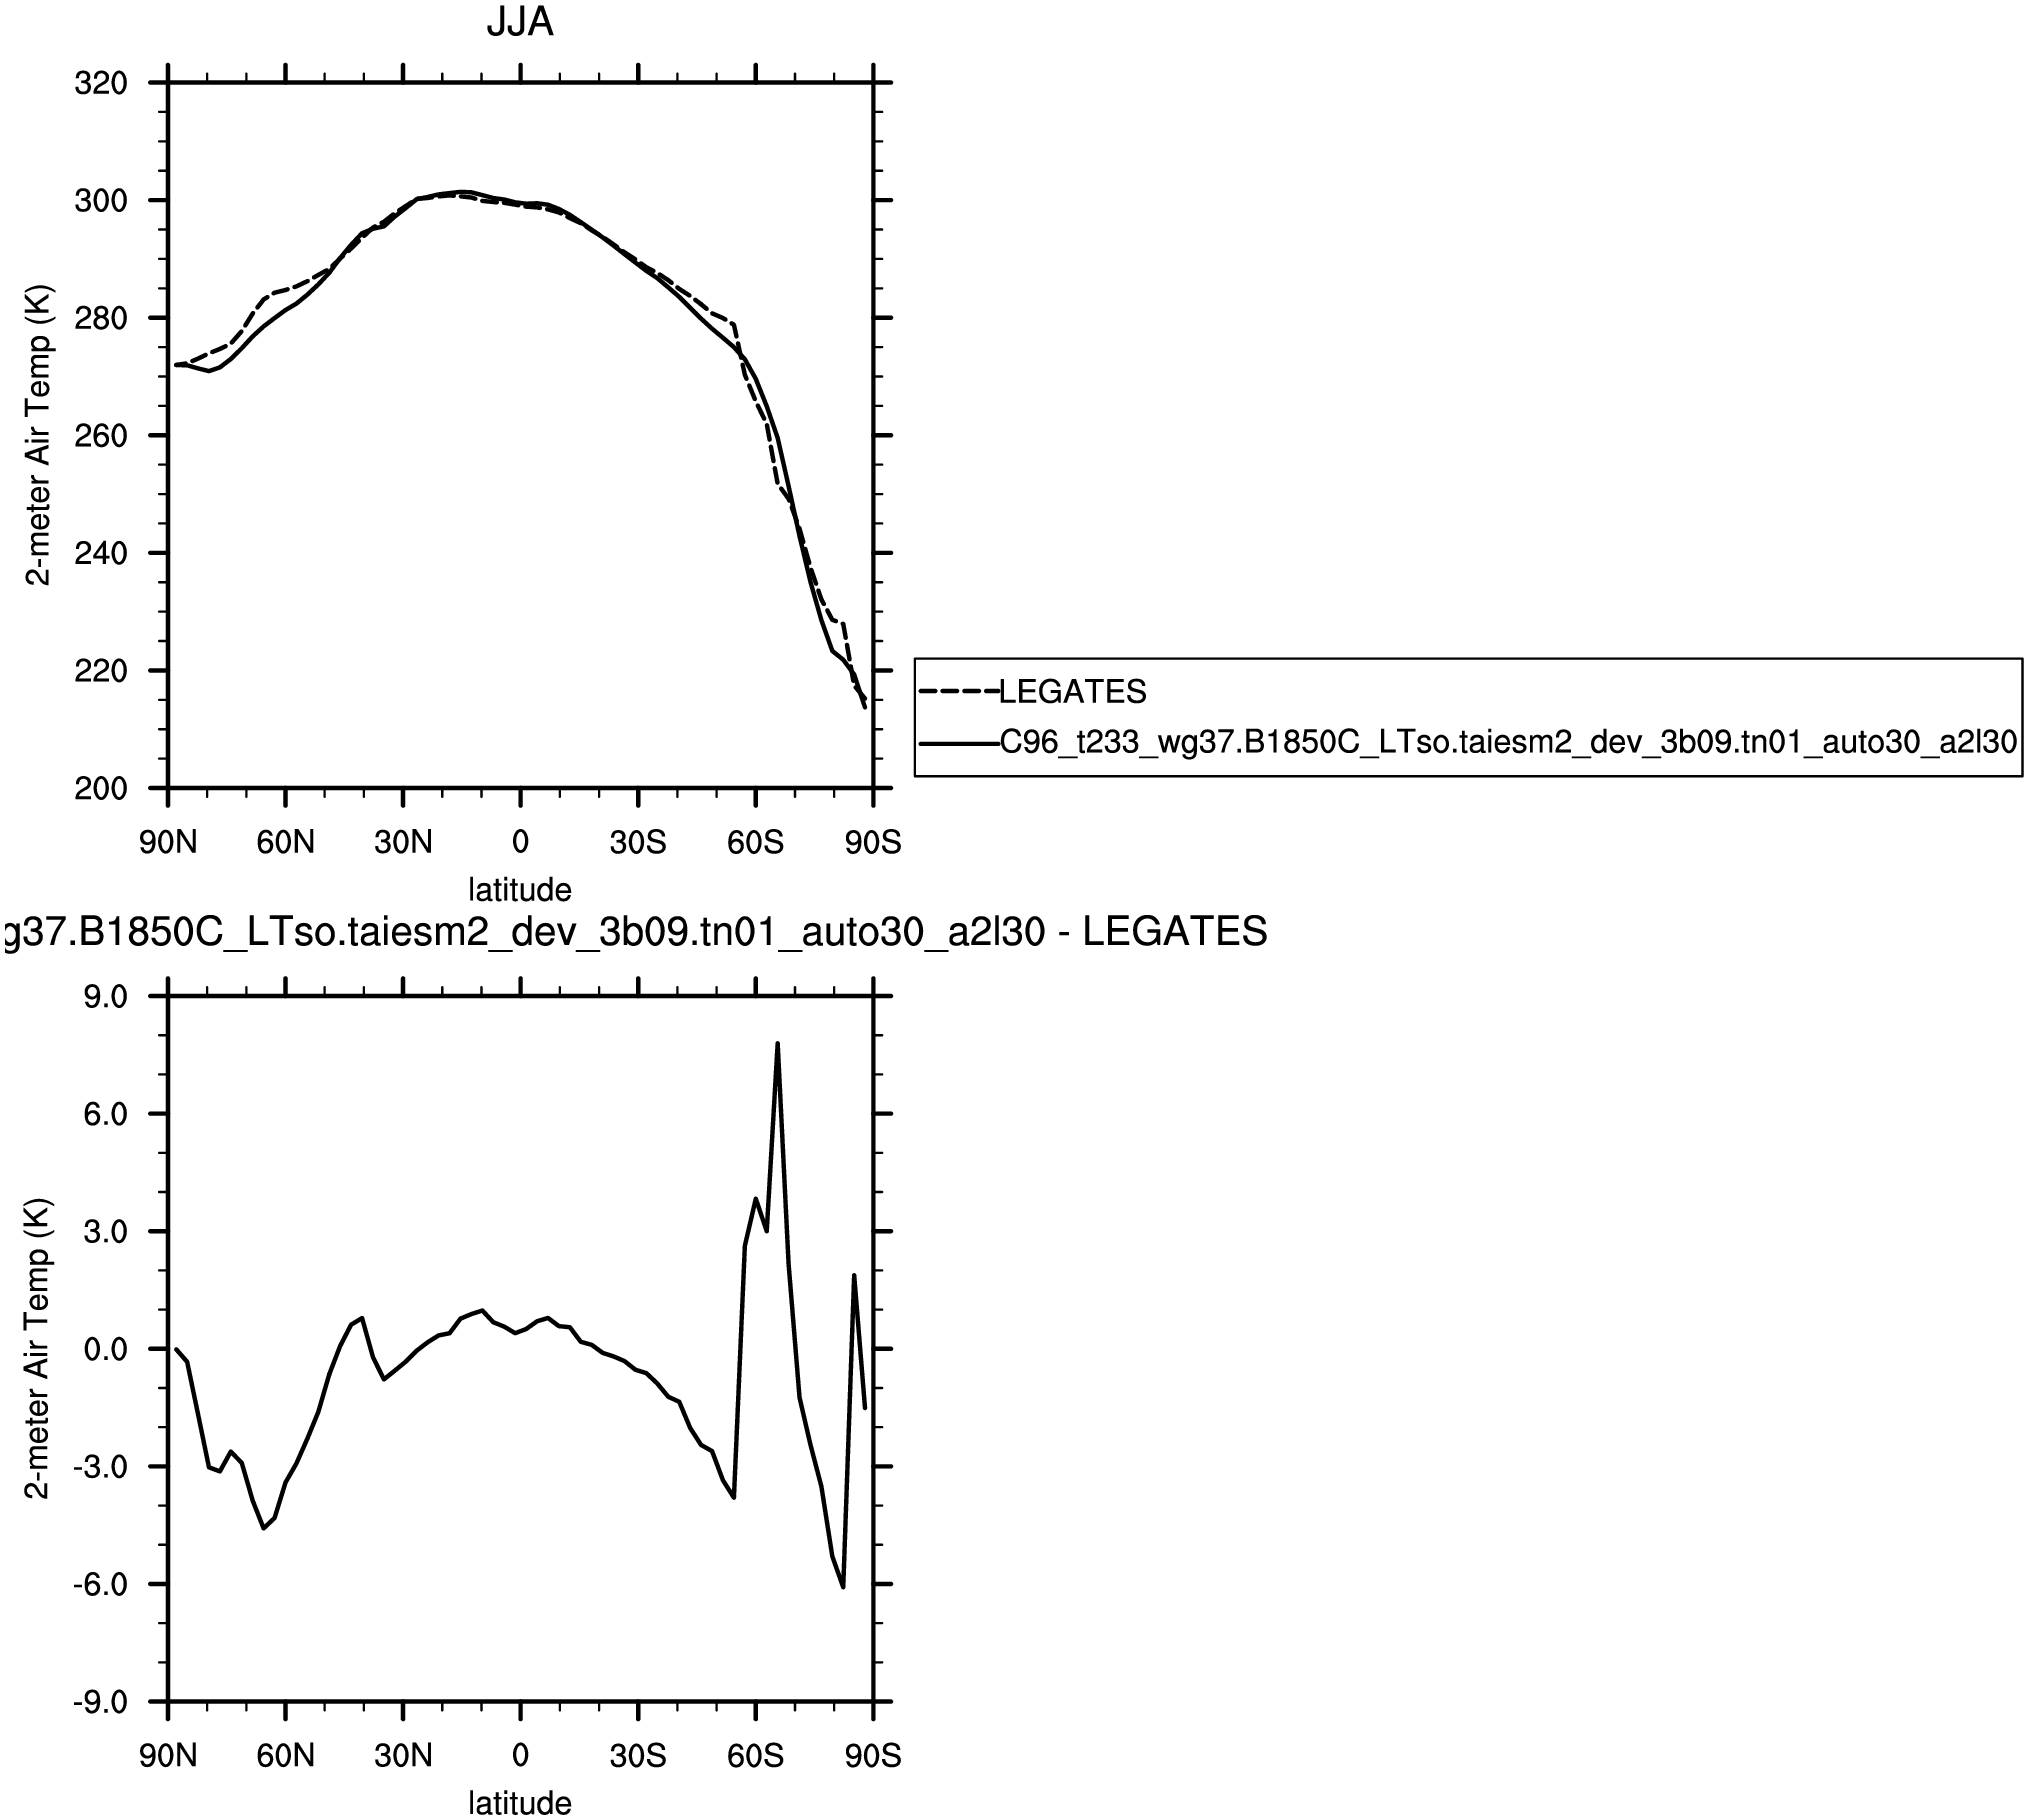 JJA
320
300
280
260
240
220
200
2-meter Air Temp (K)
90N 60N 30N 0 30S 60S 90S
latitude
LEGATES
C96_t233_wg37.B1850C_LTso.taiesm2_dev_3b09.tn01_auto30_a2l30
g37.B1850C_LTso.taiesm2_dev_3b09.tn01_auto30_a2l30 - LEGATES
9.0
6.0
3.0
0.0
-3.0
-6.0
-9.0
2-meter Air Temp (K)
90N 60N 30N 0 30S 60S 90S
latitude